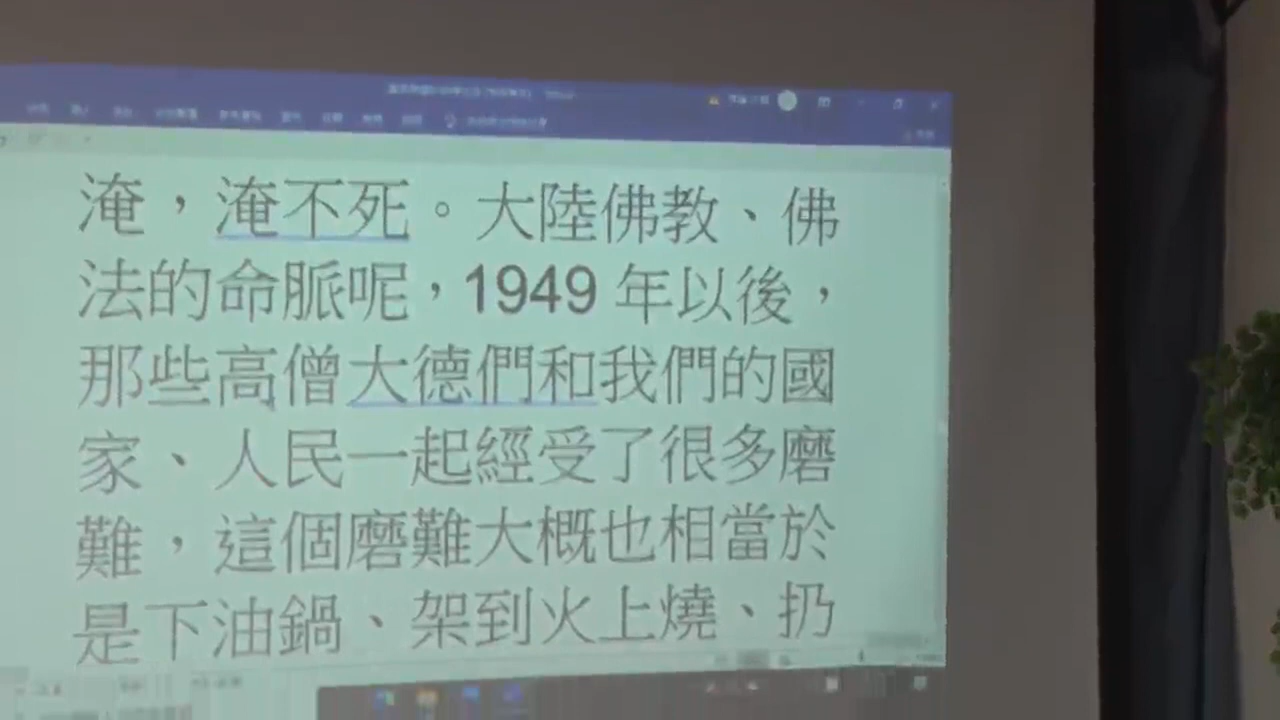 淹，淹不死。大陸佛教、佛
法的命脈呢，1949 年以後，
那些高僧大德們和我們的國
家、人民一起經受了很多磨
難，這個磨難大概也相當於
是下油鍋、架到火上燒、扔